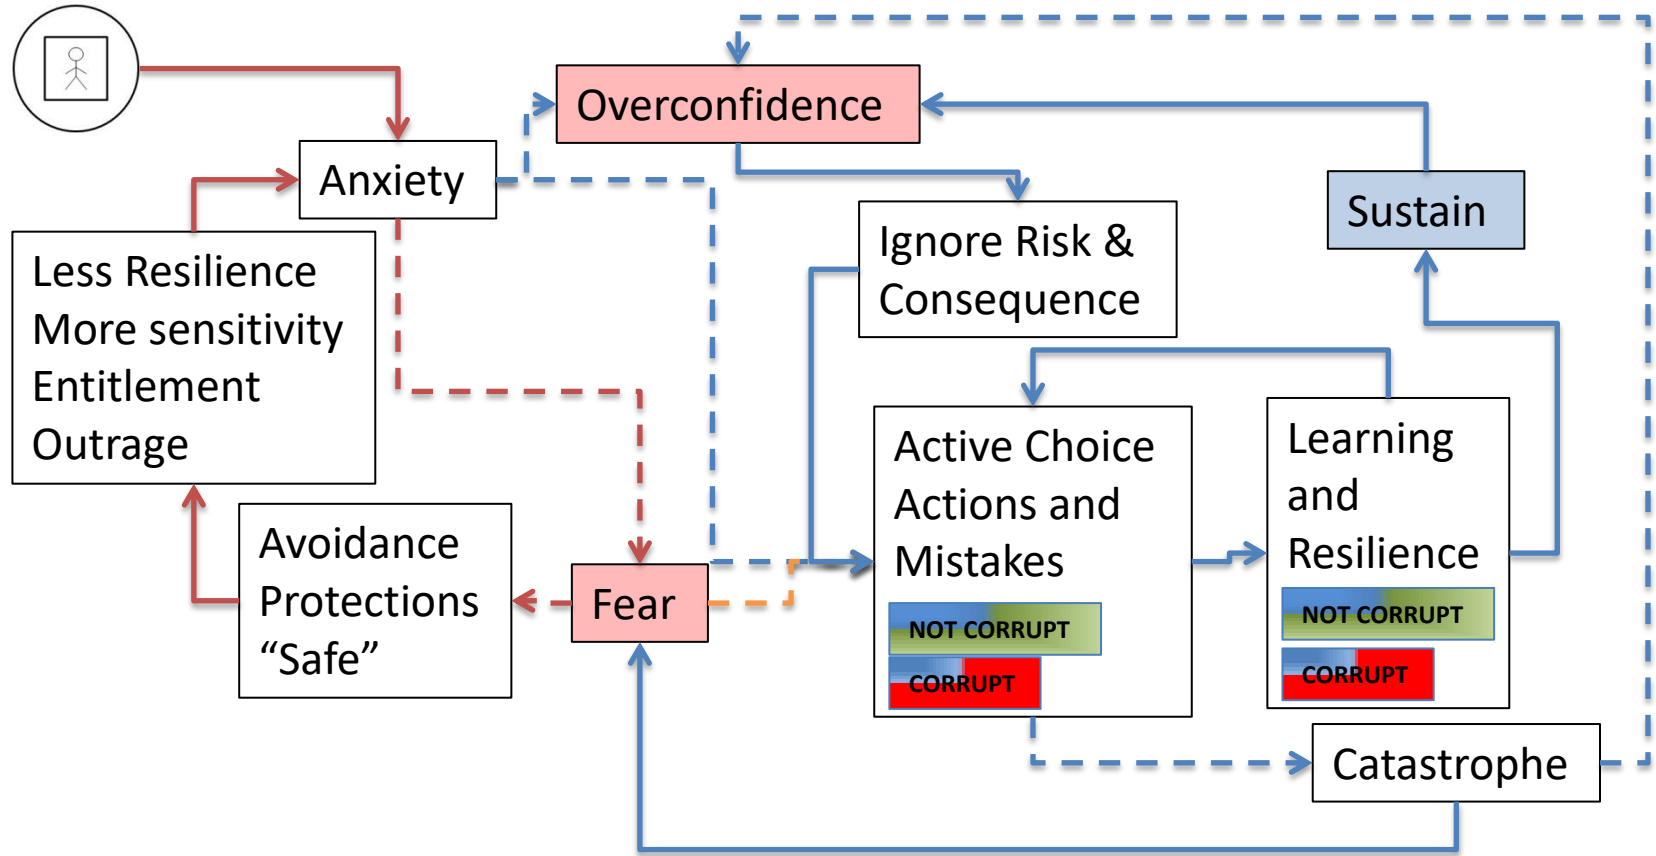 Overconfidence
Anxiety
Sustain
Ignore Risk &
Consequence
Less Resilience
More sensitivity
Entitlement
Outrage
Active Choice
Actions and
Mistakes
NOT CORRUPT
CORRUPT
Learning
and
Resilience
NOT CORRUPT
CORRUPT
Avoidance
Protections
“Safe”
Fear
Catastrophe